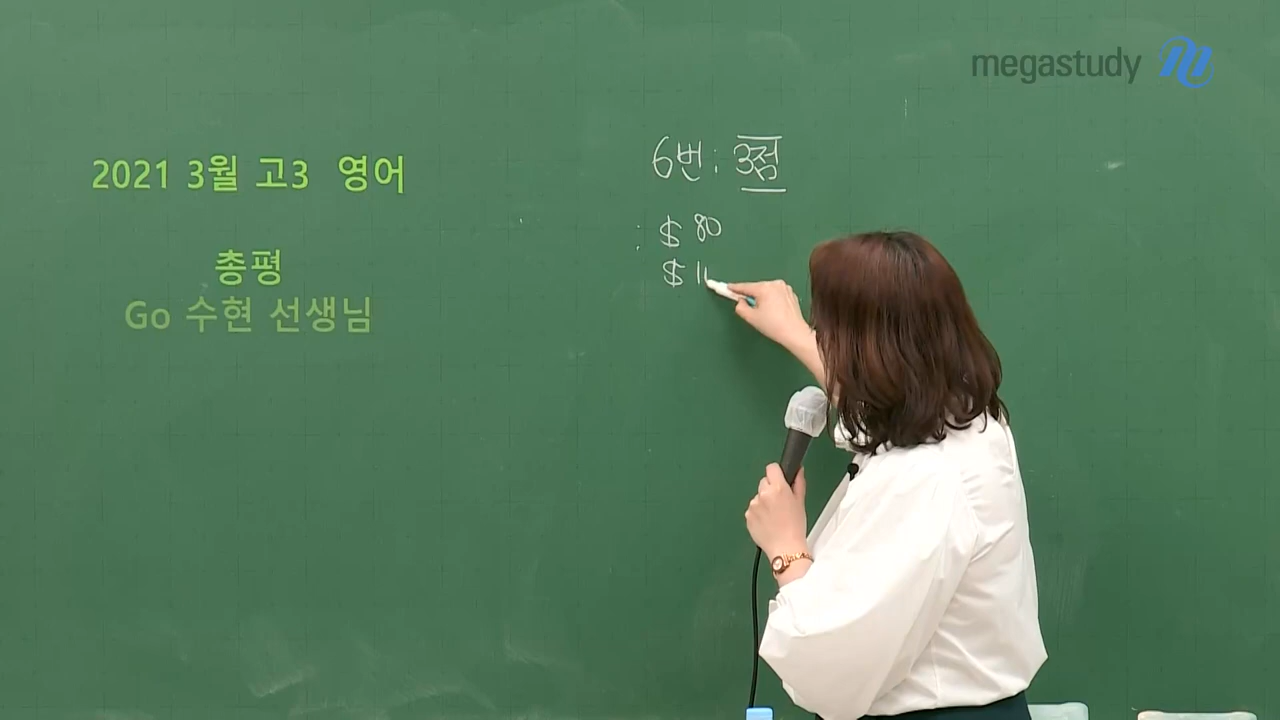 megastudy
2021 3월 고3 영어
총평
Go 수현 선생님
6번: 3점
: $ 80
$